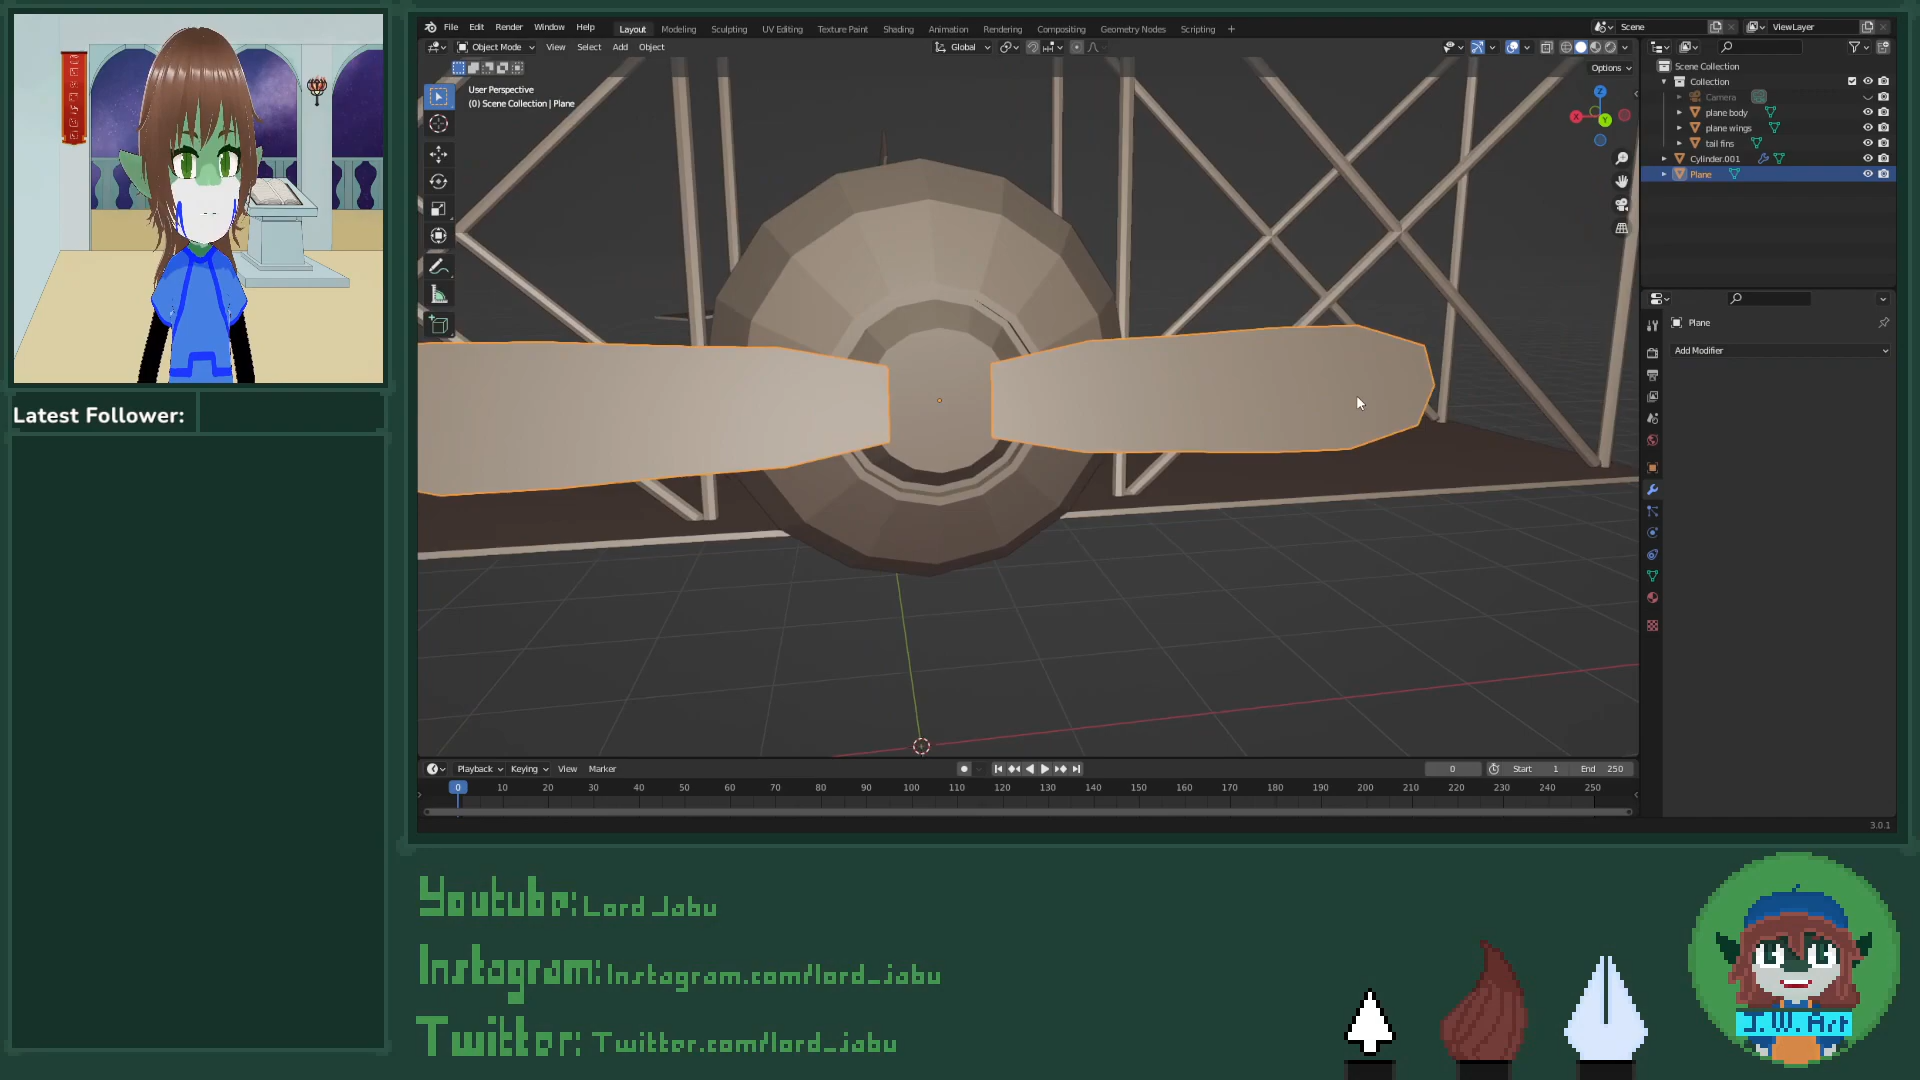 File Edit Render Window Help
Layout Modeling Sculpting UV Editing Texture Paint Shading Animation Rendering Compositing Geometry Nodes Scripting +
Scene
ViewLayer
Object Mode View Select Add Object
Global
Options
User Perspective
(0) Scene Collection | Plane
Z
X
Y
Scene Collection
Collection
Camera
plane body
plane wings
tail fins
Cylinder.001
Plane
Plane
Add Modifier
Latest Follower:
Playback Keying View Marker
0
Start 1
End 250
0 10 20 30 40 50 60 70 80 90 100 110 120 130 140 150 160 170 180 190 200 210 220 230 240 250
3.0.1
Youtube: Lord Jabu
Instagram: Instagram.com/lord_jabu
Twitter: Twitter.com/lord_jabu
J.W. Art